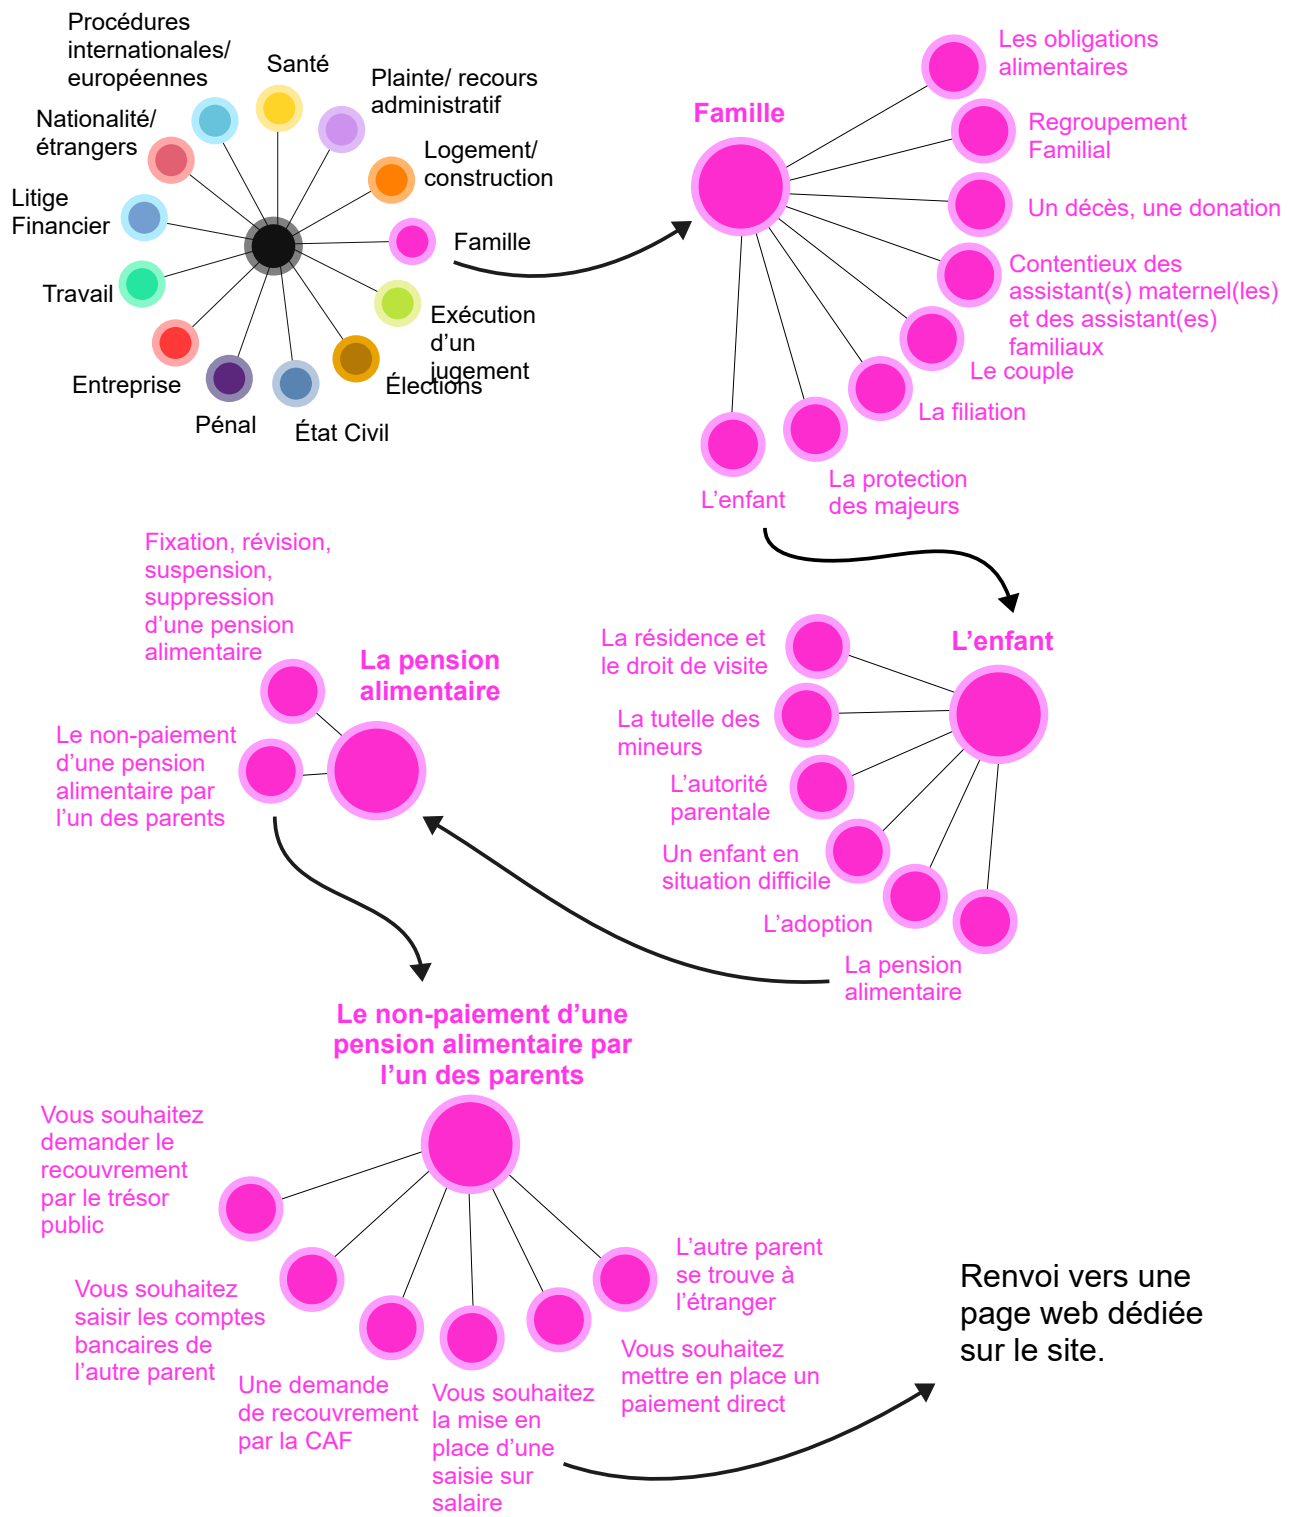 Procédures
internationales/
européennes
Santé
Plainte/ recours
administratif
Nationalité/
étrangers
Logement/
construction
Litige
Financier
Famille
Travail
Exécution
d’un
jugement
Entreprise
Élections
Pénal
État Civil
Famille
Les obligations
alimentaires
Regroupement
Familial
Un décès, une donation
Contentieux des
assistant(s) maternel(les)
et des assistant(es)
familiaux
Le couple
La filiation
La protection
des majeurs
L’enfant
L’enfant
La résidence et
le droit de visite
La tutelle des
mineurs
L’autorité
parentale
Un enfant en
situation difficile
L’adoption
La pension
alimentaire
La pension
alimentaire
Fixation, révision,
suspension,
suppression
d’une pension
alimentaire
Le non-paiement
d’une pension
alimentaire par
l’un des parents
Le non-paiement d’une
pension alimentaire par
l’un des parents
Vous souhaitez
demander le
recouvrement
par le trésor
public
Vous souhaitez
saisir les comptes
bancaires de
l’autre parent
Une demande
de recouvrement
par la CAF
Vous souhaitez
la mise en
place d’une
saisie sur
salaire
Vous souhaitez
mettre en place un
paiement direct
L’autre parent
se trouve à
l’étranger
Renvoi vers une
page web dédiée
sur le site.